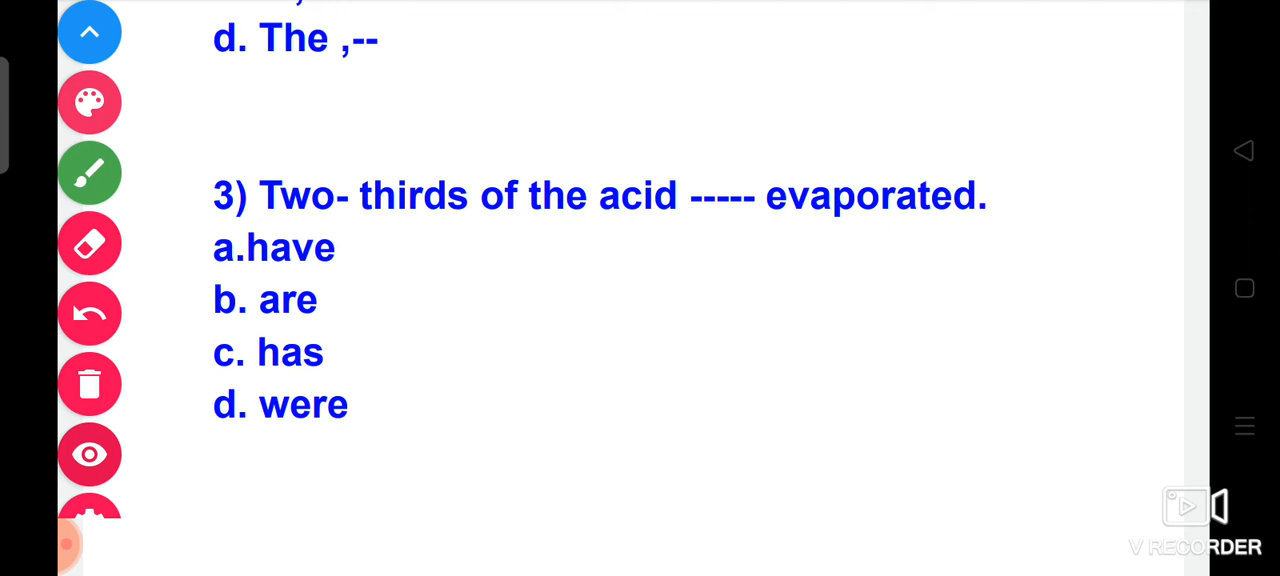 d. The ,--
3) Two- thirds of the acid ----- evaporated.
a.have
b. are
c. has
d. were
V RECORDER